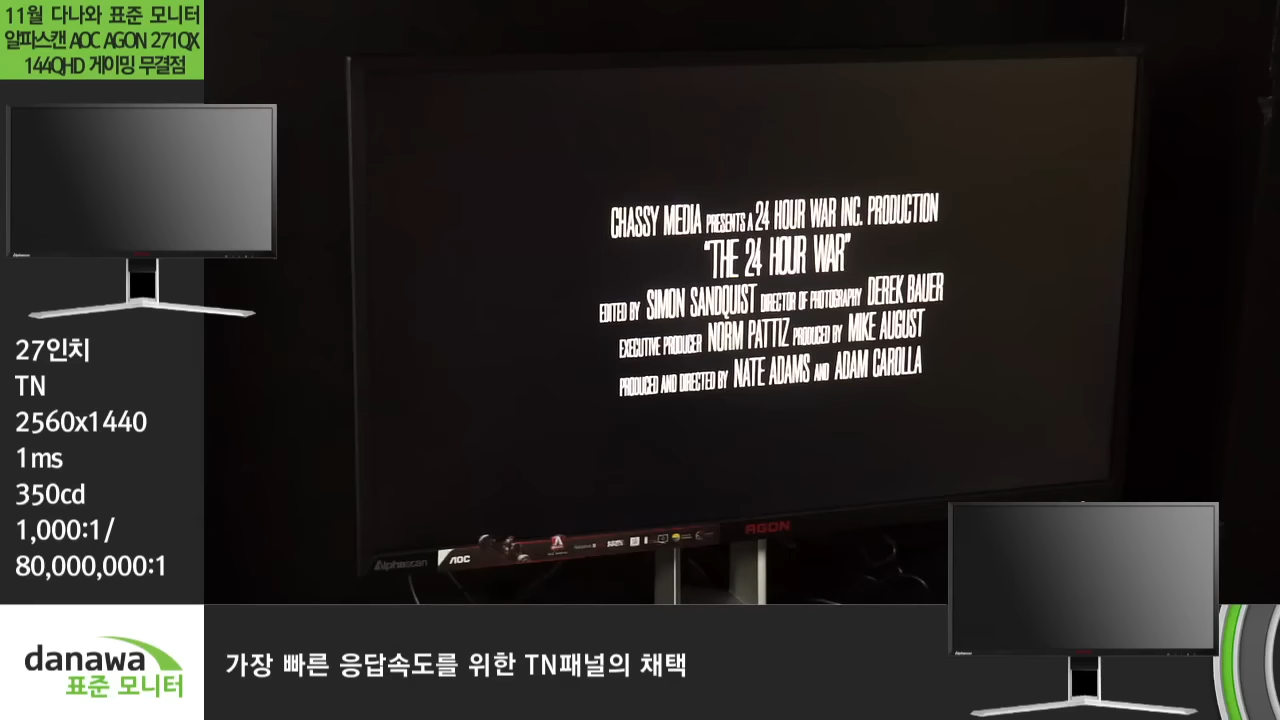 11월 다나와 표준 모니터
알파스캔 AOC AGON 271QX
144QHD 게이밍 무결점
27인치
TN
2560x1440
1ms
350cd
1,000:1/
80,000,000:1
CHASSY MEDIA PRESENTS A 24 HOUR WAR INC. PRODUCTION
"THE 24 HOUR WAR"
EDITED BY SIMON SANDQUIST DIRECTOR OF PHOTOGRAPHY DEREK BAUER
EXECUTIVE PRODUCER NORM PATTIZ PRODUCED BY MIKE AUGUST
PRODUCED AND DIRECTED BY NATE ADAMS AND ADAM CAROLLA
AGON
Alphascan
AOC
danawa
표준 모니터
가장 빠른 응답속도를 위한 TN패널의 채택